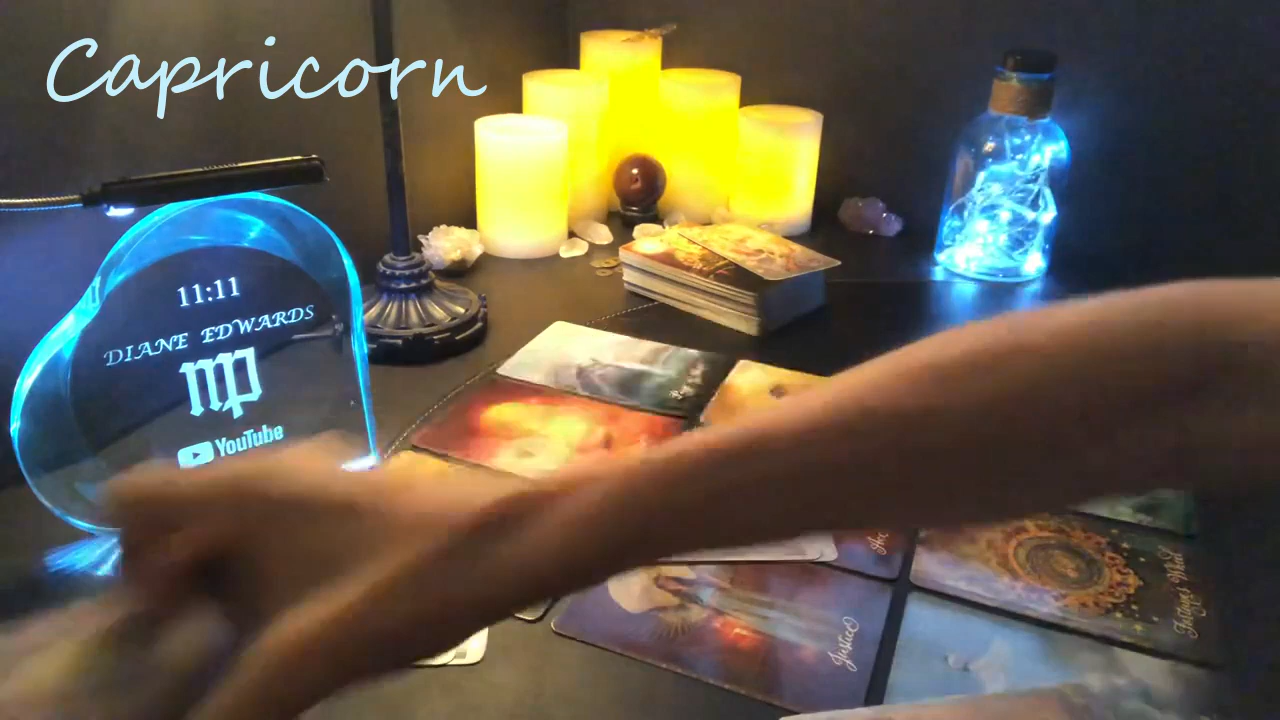 Capricorn
11:11
DIANE EDWARDS
YouTube
Justice
Fortune's Wheel